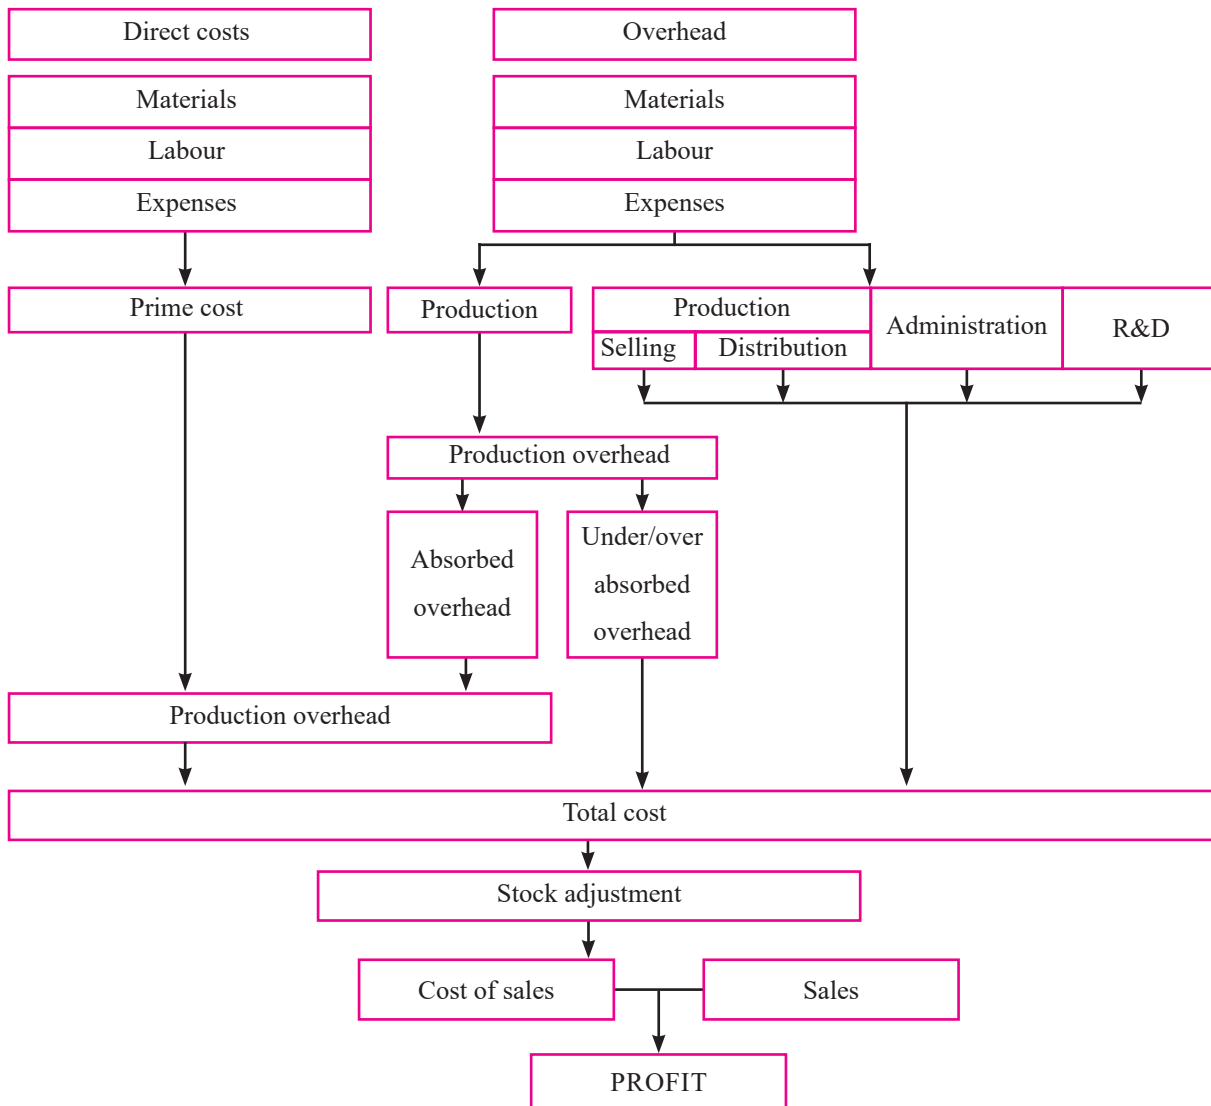 Direct costs
Overhead
Materials
Materials
Labour
Labour
Expenses
Expenses
Prime cost
Production
Production
Administration
R&D
Selling
Distribution
Production overhead
Absorbed
overhead
Under/over
absorbed
overhead
Production overhead
Total cost
Stock adjustment
Cost of sales
Sales
PROFIT